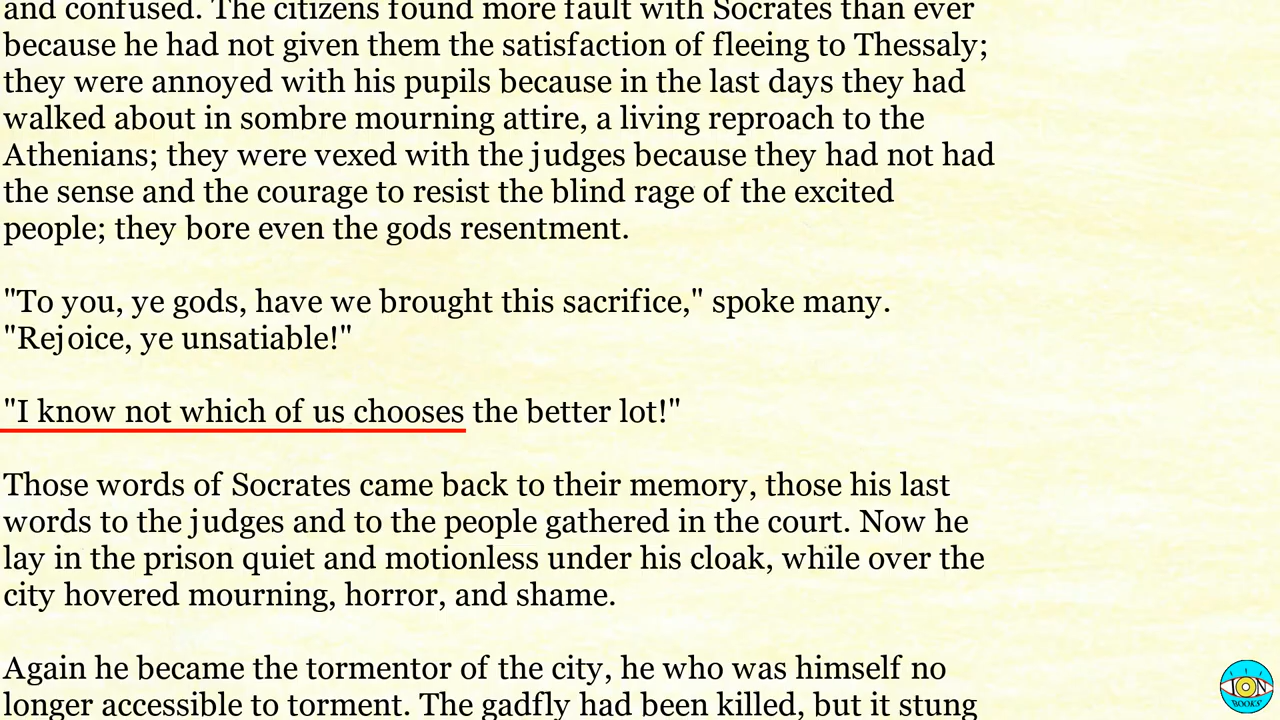 and confused. The citizens found more fault with Socrates than ever
because he had not given them the satisfaction of fleeing to Thessaly;
they were annoyed with his pupils because in the last days they had
walked about in sombre mourning attire, a living reproach to the
Athenians; they were vexed with the judges because they had not had
the sense and the courage to resist the blind rage of the excited
people; they bore even the gods resentment.
"To you, ye gods, have we brought this sacrifice," spoke many.
"Rejoice, ye unsatiable!"
"I know not which of us chooses the better lot!"
Those words of Socrates came back to their memory, those his last
words to the judges and to the people gathered in the court. Now he
lay in the prison quiet and motionless under his cloak, while over the
city hovered mourning, horror, and shame.
Again he became the tormentor of the city, he who was himself no
longer accessible to torment. The gadfly had been killed, but it stung
ION
BOOKS